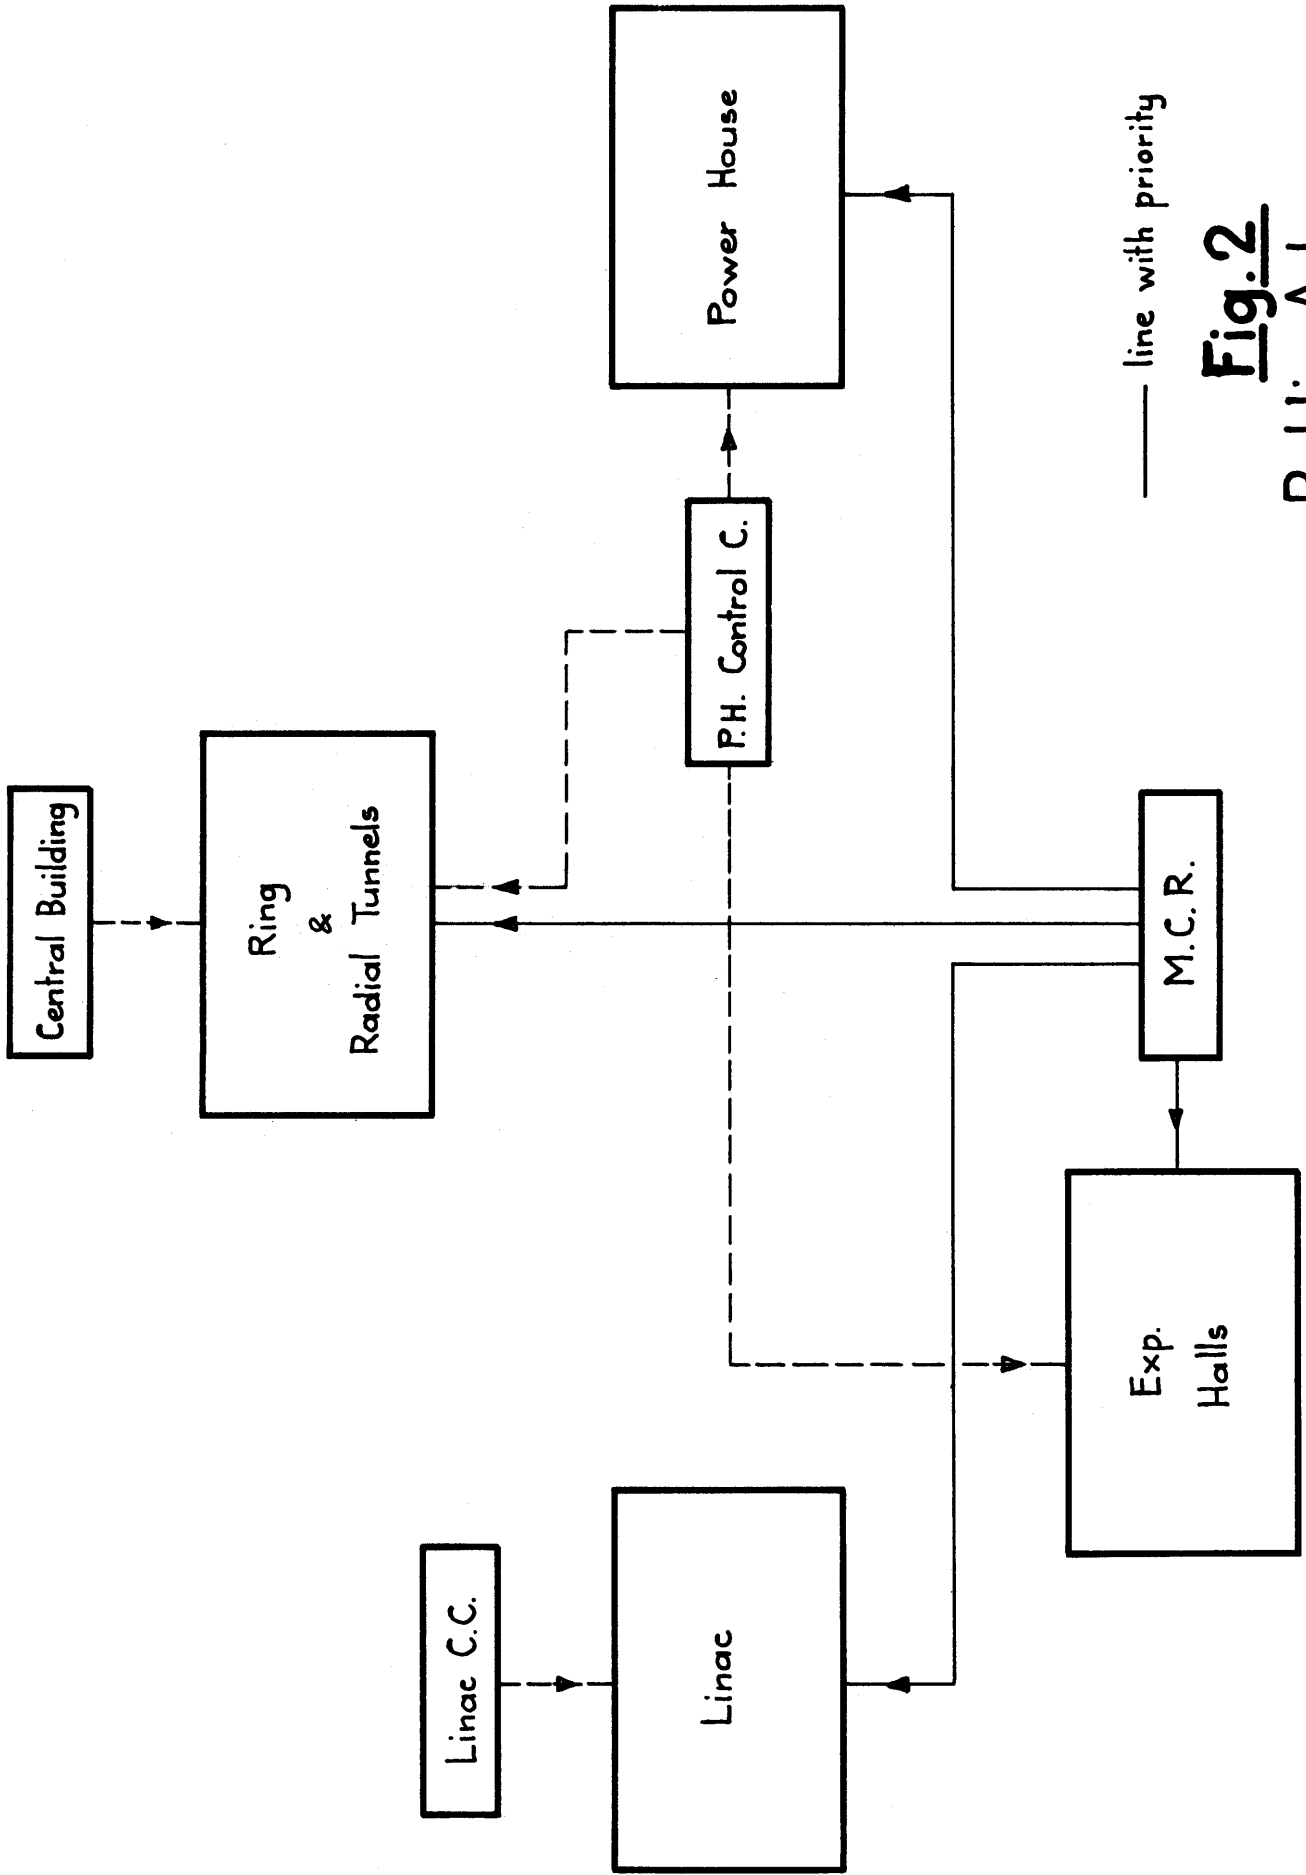 Central Building
Ring
&
Radial Tunnels
Linac C.C.
Linac
P.H. Control C.
Power House
Exp.
Halls
M.C.R.
line with priority
Fig. 2